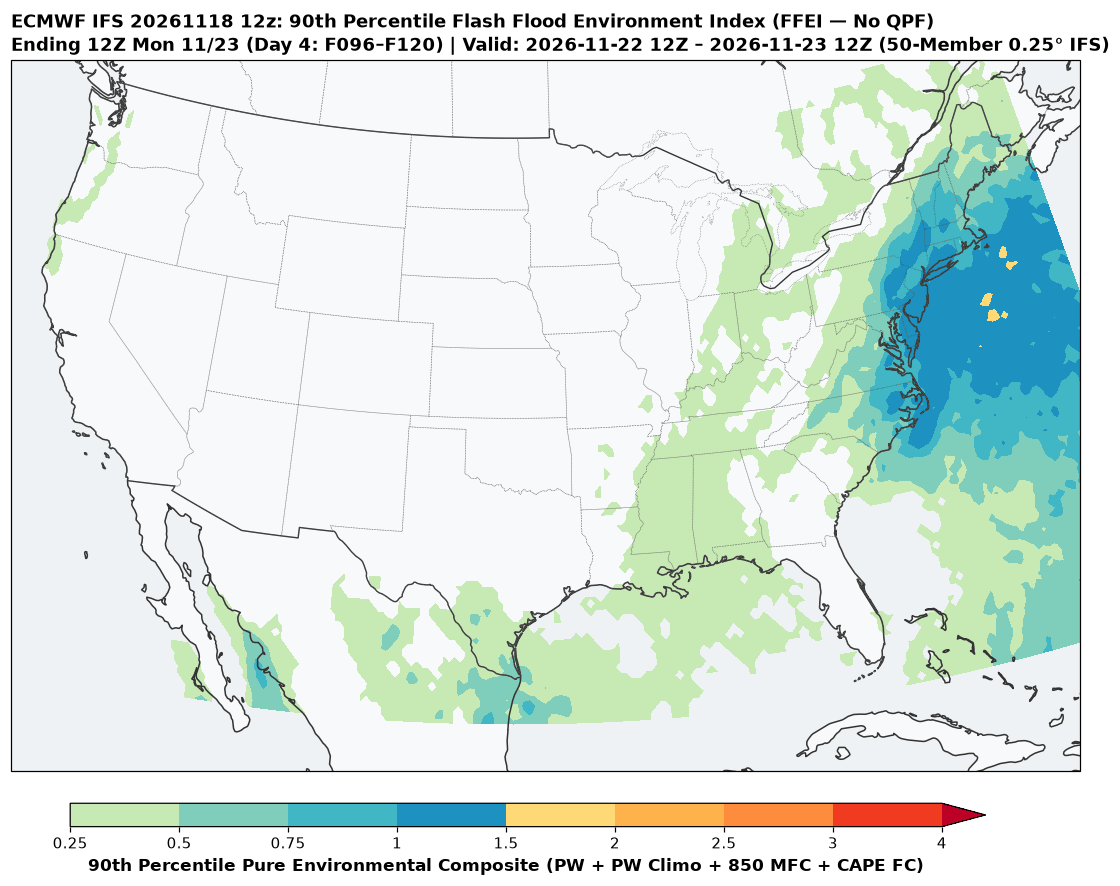 ECMWF IFS 20261118 12z: 90th Percentile Flash Flood Environment Index (FFEI — No QPF)
Ending 12Z Mon 11/23 (Day 4: F096–F120) | Valid: 2026-11-22 12Z – 2026-11-23 12Z (50-Member 0.25° IFS)
0.25 0.5 0.75 1 1.5 2 2.5 3 4
90th Percentile Pure Environmental Composite (PW + PW Climo + 850 MFC + CAPE FC)